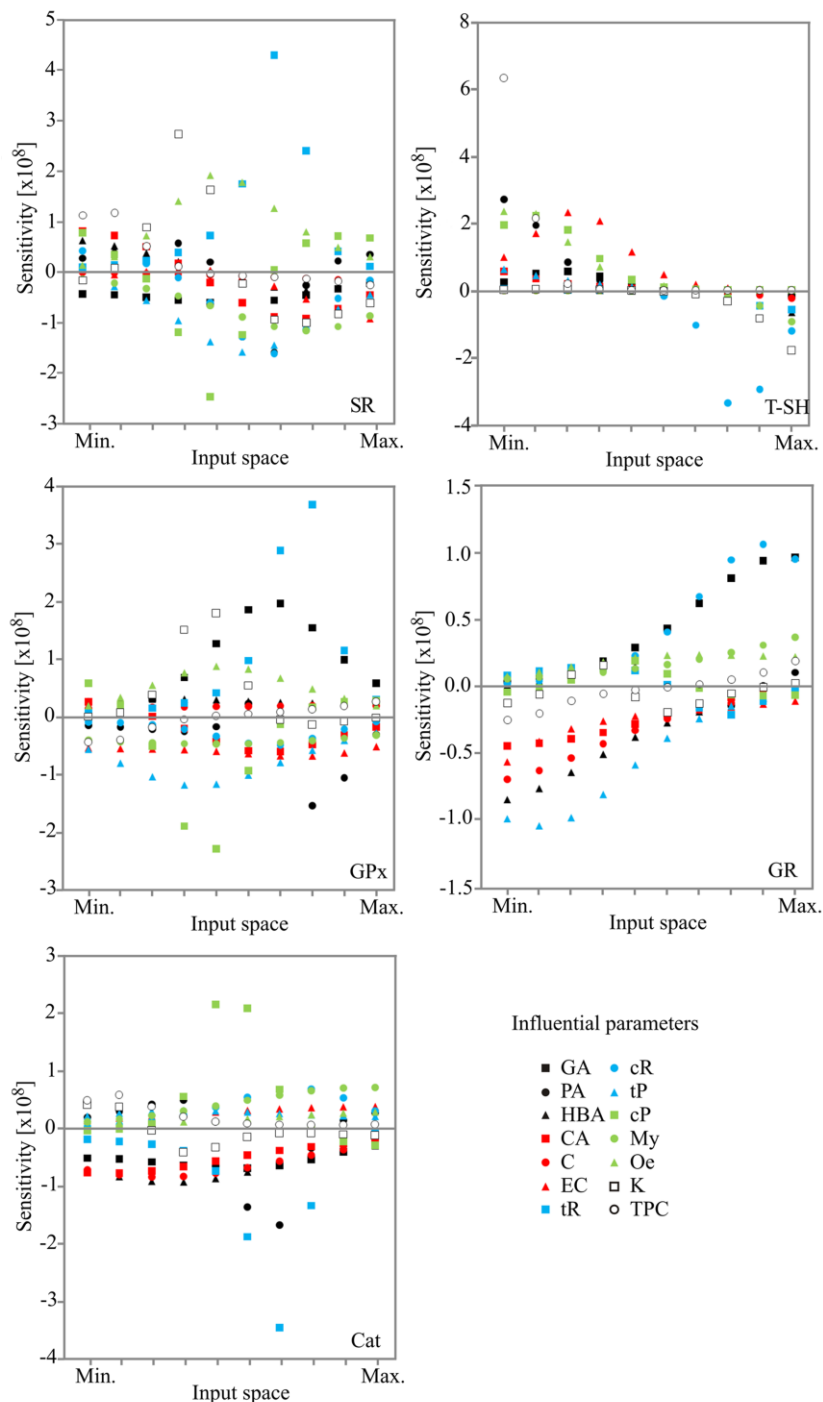 5
4
3
2
1
0
-1
-2
-3
Sensitivity [x10⁸]
SR
Min.
Max.
Input space
8
6
4
2
0
-2
-4
Sensitivity [x10⁸]
T-SH
Min.
Max.
Input space
4
3
2
1
0
-1
-2
-3
Sensitivity [x10⁸]
GPx
Min.
Max.
Input space
1.5
1.0
0.5
0.0
-0.5
-1.0
-1.5
Sensitivity [x10⁸]
GR
Min.
Max.
Input space
3
2
1
0
-1
-2
-3
-4
Sensitivity [x10⁸]
Cat
Min.
Max.
Input space
Influential parameters
GA
PA
HBA
CA
C
EC
tR
cR
tP
cP
My
Oe
K
TPC